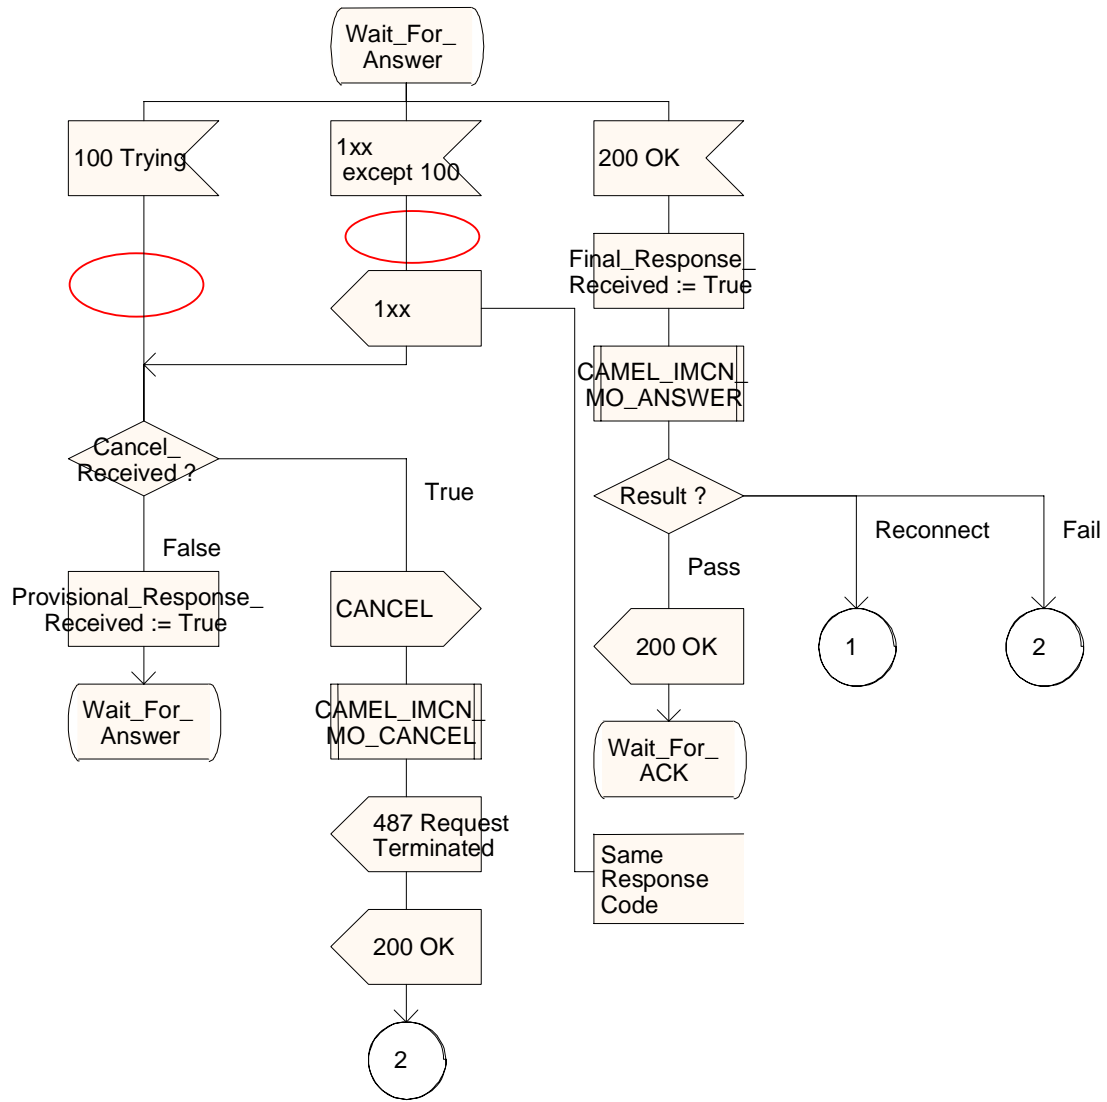 Wait_For_
Answer
100 Trying
1xx
except 100
200 OK
Final_Response_
Received := True
1xx
CAMEL_IMCN_
MO_ANSWER
Cancel_
Received ?
True
Result ?
Reconnect
Fail
False
Pass
Provisional_Response_
Received := True
CANCEL
200 OK
1
2
Wait_For_
Answer
CAMEL_IMCN_
MO_CANCEL
Wait_For_
ACK
487 Request
Terminated
Same
Response
Code
200 OK
2